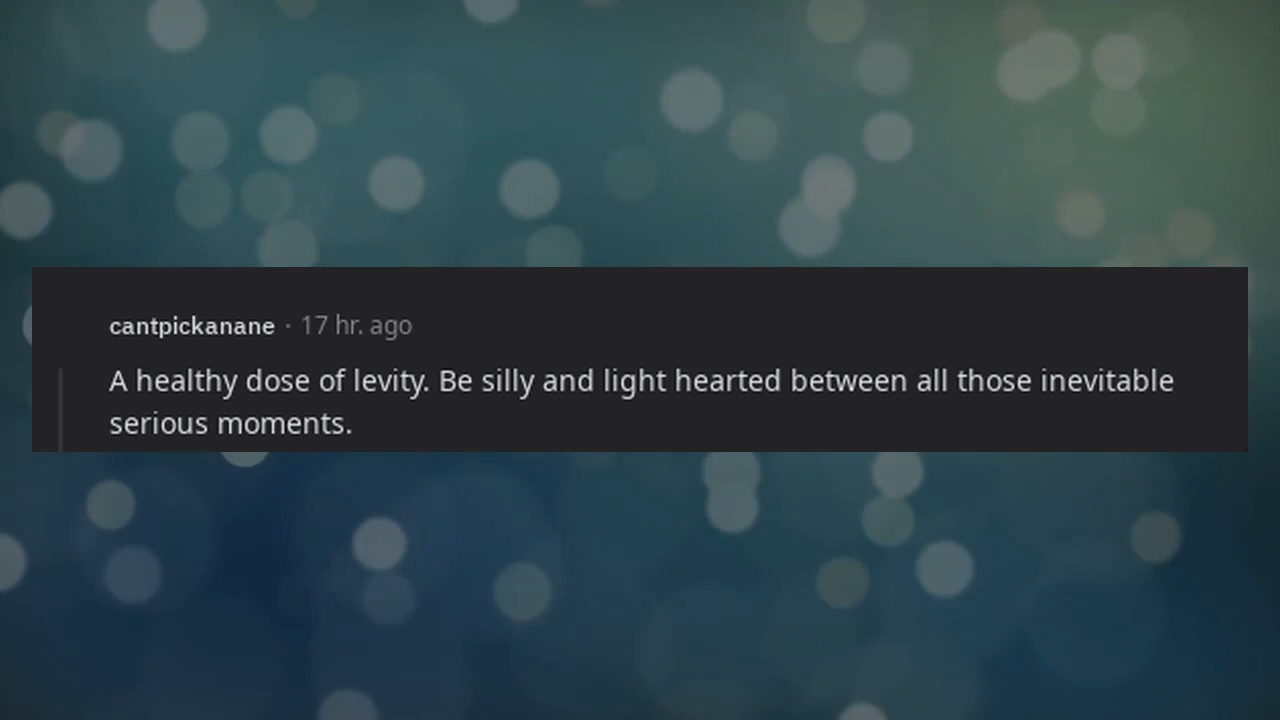 cantpickanane · 17 hr. ago
A healthy dose of levity. Be silly and light hearted between all those inevitable
serious moments.